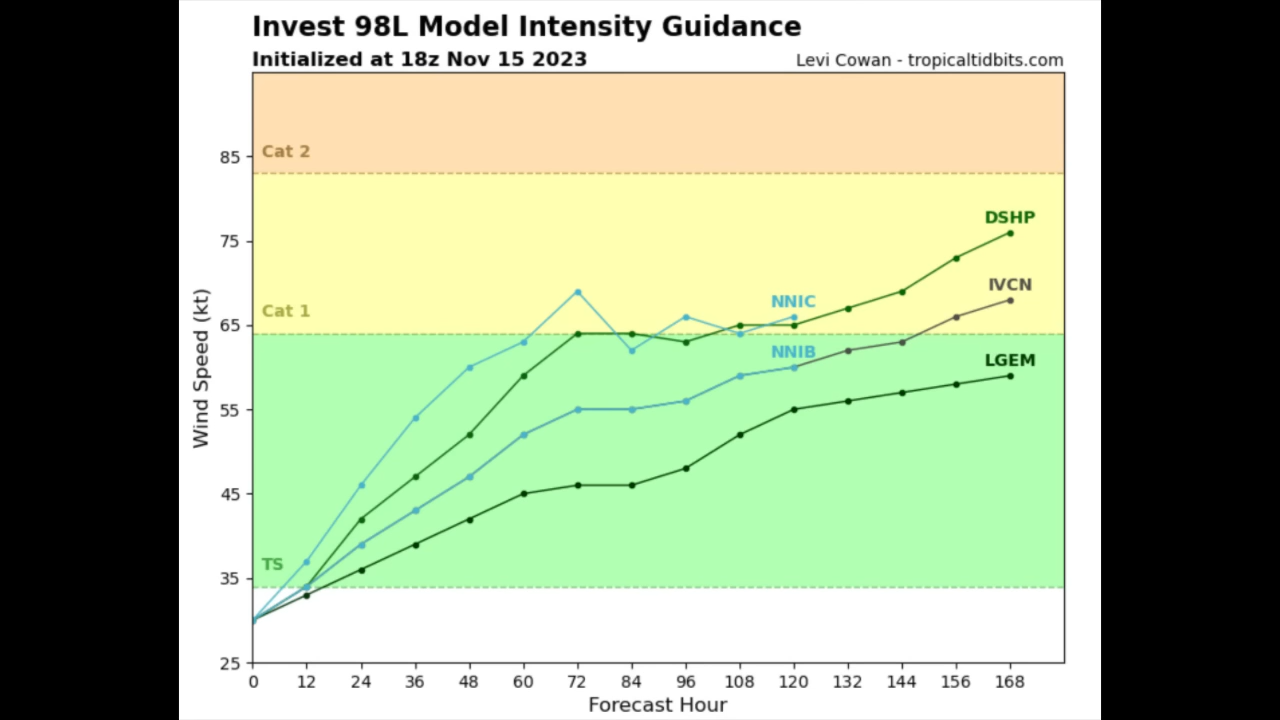 Invest 98L Model Intensity Guidance
Initialized at 18z Nov 15 2023
Levi Cowan - tropicaltidbits.com
Cat 2
85
DSHP
75
IVCN
NNIC
Cat 1
65
NNIB
LGEM
Wind Speed (kt)
55
45
TS
35
25
0 12 24 36 48 60 72 84 96 108 120 132 144 156 168
Forecast Hour